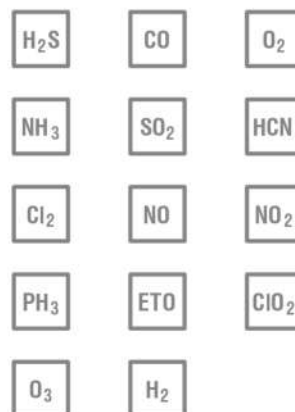 H₂S CO O₂
NH₃ SO₂ HCN
Cl₂ NO NO₂
PH₃ ETO ClO₂
O₃ H₂